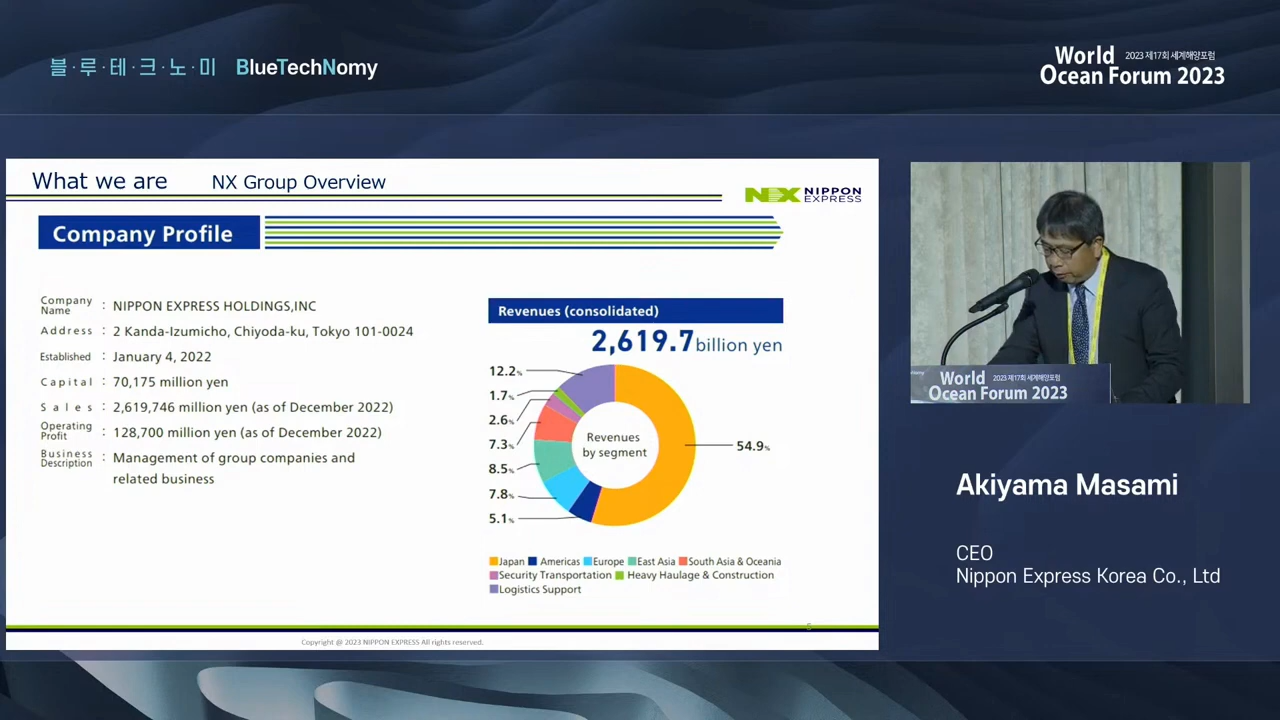 블·루·테·크·노·미 BlueTechNomy
World 2023 제17회 세계해양포럼
Ocean Forum 2023
What we are NX Group Overview
NX NIPPON EXPRESS
Company Profile
Company Name : NIPPON EXPRESS HOLDINGS,INC
Address : 2 Kanda-Izumicho, Chiyoda-ku, Tokyo 101-0024
Established : January 4, 2022
Capital : 70,175 million yen
Sales : 2,619,746 million yen (as of December 2022)
Operating Profit : 128,700 million yen (as of December 2022)
Business Description : Management of group companies and
related business
Revenues (consolidated)
2,619.7 billion yen
12.2%
1.7%
2.6%
7.3%
8.5%
7.8%
5.1%
54.9%
Revenues
by segment
Japan Americas Europe East Asia South Asia & Oceania
Security Transportation Heavy Haulage & Construction
Logistics Support
5
Copyright @ 2023 NIPPON EXPRESS All rights reserved.
World 2023 제17회 세계해양포럼
Ocean Forum 2023
Akiyama Masami
CEO
Nippon Express Korea Co., Ltd